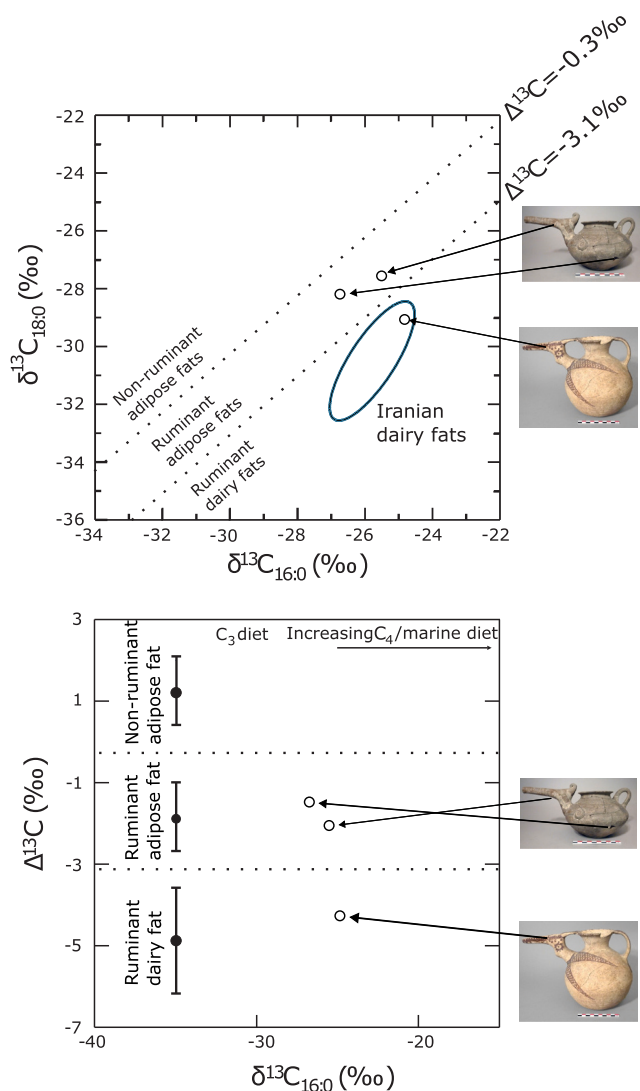 Δ¹³C=-0.3‰
Δ¹³C=-3.1‰
-22
-24
-26
-28
-30
-32
-34
-36
δ¹³C₁₈:₀ (‰)
Non-ruminant
adipose fats
Ruminant
adipose fats
Ruminant
dairy fats
Iranian
dairy fats
-34
-32
-30
-28
-26
-24
-22
δ¹³C₁₆:₀ (‰)
3
1
-1
-3
-5
-7
Δ¹³C (‰)
C₃ diet
IncreasingC₄/marine diet
Non-ruminant
adipose fat
Ruminant
adipose fat
Ruminant
dairy fat
-40
-30
-20
δ¹³C₁₆:₀ (‰)